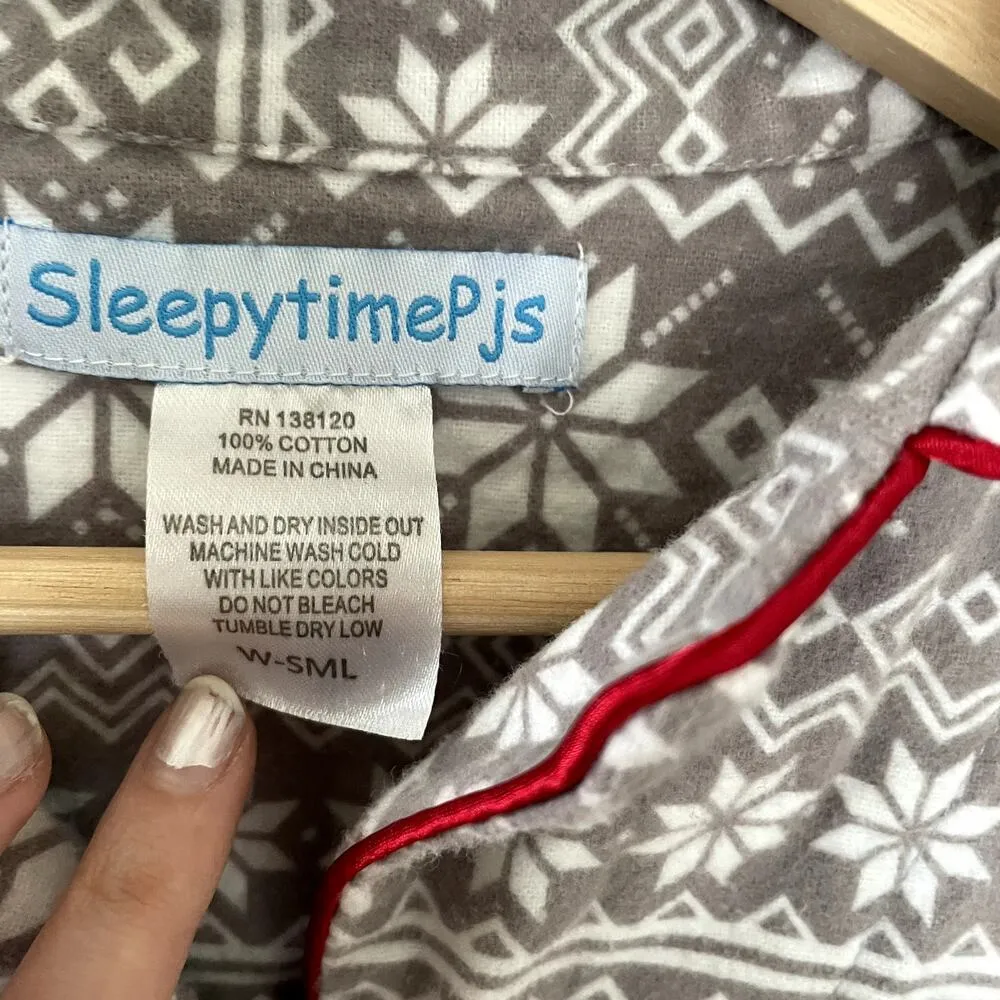 SleepytimePjs
RN 138120
100% COTTON
MADE IN CHINA
WASH AND DRY INSIDE OUT
MACHINE WASH COLD
WITH LIKE COLORS
DO NOT BLEACH
TUMBLE DRY LOW
W-SML